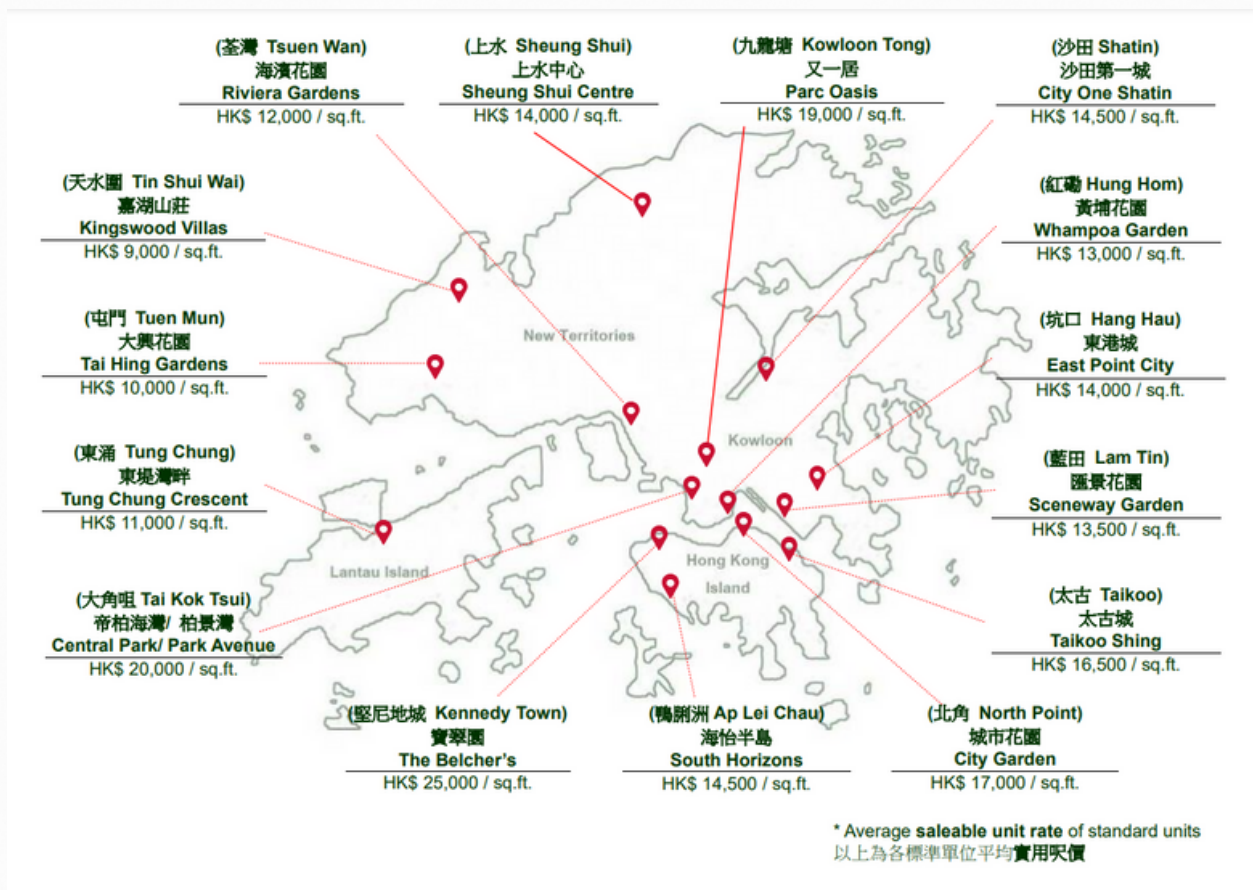 (荃灣 Tsuen Wan)
海濱花園
Riviera Gardens
HK$ 12,000 / sq.ft.
(上水 Sheung Shui)
上水中心
Sheung Shui Centre
HK$ 14,000 / sq.ft.
(九龍塘 Kowloon Tong)
又一居
Parc Oasis
HK$ 19,000 / sq.ft.
(沙田 Shatin)
沙田第一城
City One Shatin
HK$ 14,500 / sq.ft.
(天水圍 Tin Shui Wai)
嘉湖山莊
Kingswood Villas
HK$ 9,000 / sq.ft.
(紅磡 Hung Hom)
黃埔花園
Whampoa Garden
HK$ 13,000 / sq.ft.
(屯門 Tuen Mun)
大興花園
Tai Hing Gardens
HK$ 10,000 / sq.ft.
New Territories
(坑口 Hang Hau)
東港城
East Point City
HK$ 14,000 / sq.ft.
(東涌 Tung Chung)
東堤灣畔
Tung Chung Crescent
HK$ 11,000 / sq.ft.
Kowloon
(藍田 Lam Tin)
匯景花園
Sceneway Garden
HK$ 13,500 / sq.ft.
Lantau Island
Hong Kong
Island
(大角咀 Tai Kok Tsui)
帝柏海灣/ 柏景灣
Central Park/ Park Avenue
HK$ 20,000 / sq.ft.
(太古 Taikoo)
太古城
Taikoo Shing
HK$ 16,500 / sq.ft.
(堅尼地城 Kennedy Town)
寶翠園
The Belcher's
HK$ 25,000 / sq.ft.
(鴨脷洲 Ap Lei Chau)
海怡半島
South Horizons
HK$ 14,500 / sq.ft.
(北角 North Point)
城市花園
City Garden
HK$ 17,000 / sq.ft.
* Average saleable unit rate of standard units
以上為各標準單位平均實用呎價